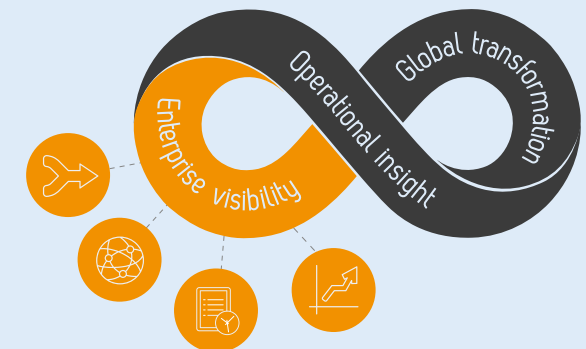 Enterprise visibility
Operational insight
Global transformation